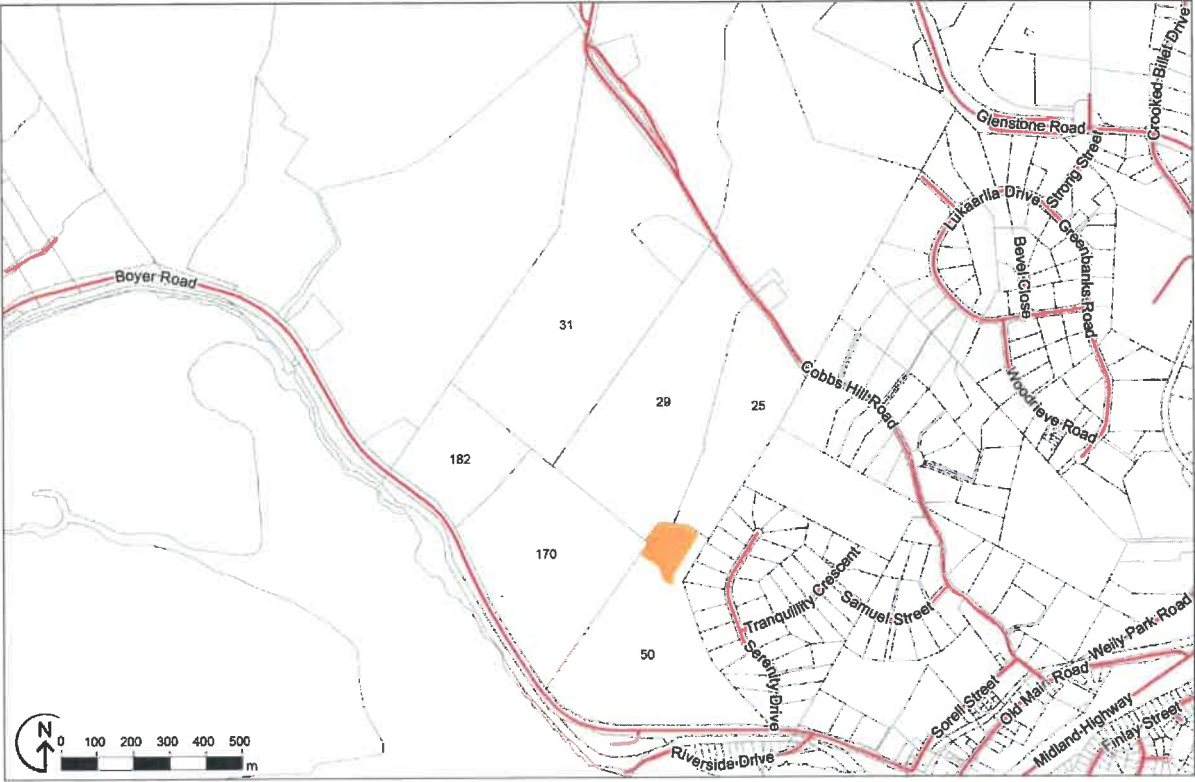 Crooked Billet Drive
Glenstone Road
Strong Street
Lukaarlia Drive
Greenbanks Road
Bevel Close
Boyer Road
31
Cobbs Hill Road
29
25
Woodrieve Road
182
170
Tranquillity Crescent
Samuel Street
50
Serenity Drive
Weily Park Road
Old Main Road
Sorell Street
Midland Highway
Finlay Street
Riverside Drive
N
0 100 200 300 400 500
m